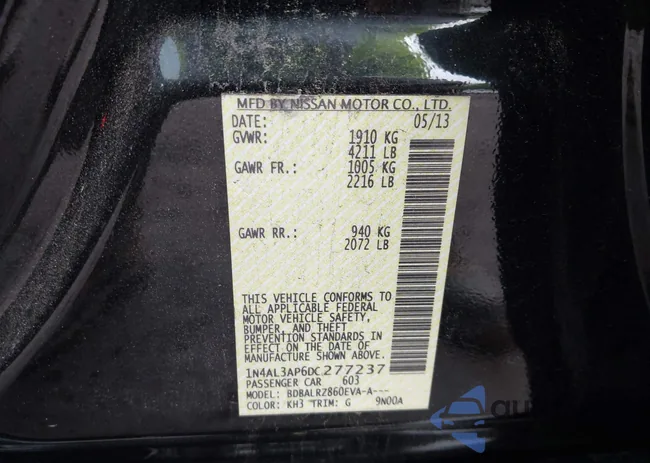 MFD BY NISSAN MOTOR CO., LTD.
DATE: 05/13
GVWR: 1910 KG
4211 LB
GAWR FR.: 1005 KG
2216 LB
GAWR RR.: 940 KG
2072 LB
THIS VEHICLE CONFORMS TO
ALL APPLICABLE FEDERAL
MOTOR VEHICLE SAFETY,
BUMPER, AND THEFT
PREVENTION STANDARDS IN
EFFECT ON THE DATE OF
MANUFACTURE SHOWN ABOVE.
1N4AL3AP6DC277237
PASSENGER CAR 603
MODEL: BDBALRZ860EVA-A---
COLOR: KH3 TRIM: G 9N00A